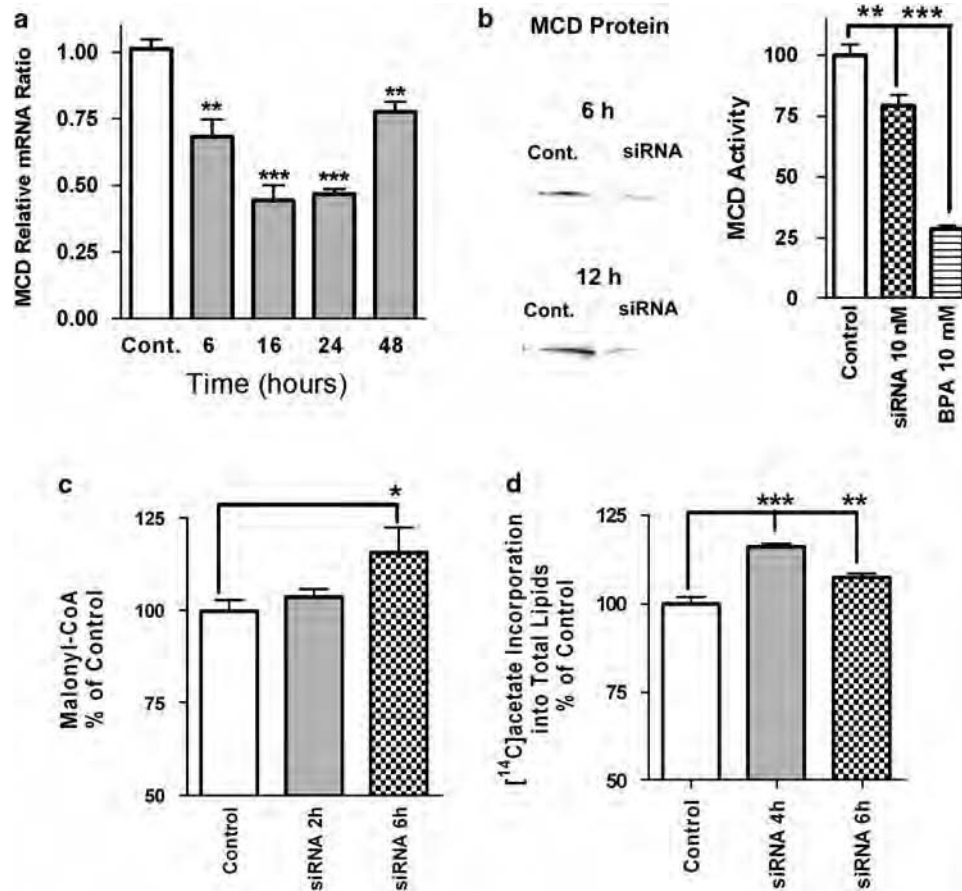 a
MCD Relative mRNA Ratio
1.00
0.75
0.50
0.25
0.00
**
***
***
**
Cont. 6 16 24 48
Time (hours)
b
MCD Protein
6 h
Cont. siRNA
12 h
Cont. siRNA
MCD Activity
100
75
50
25
0
** ***
Control
siRNA 10 nM
BPA 10 mM
c
Malonyl-CoA
% of Control
125
100
75
50
*
Control
siRNA 2h
siRNA 6h
d
[¹⁴C]acetate Incorporation
into Total Lipids
% of Control
125
100
75
50
*** **
Control
siRNA 4h
siRNA 6h